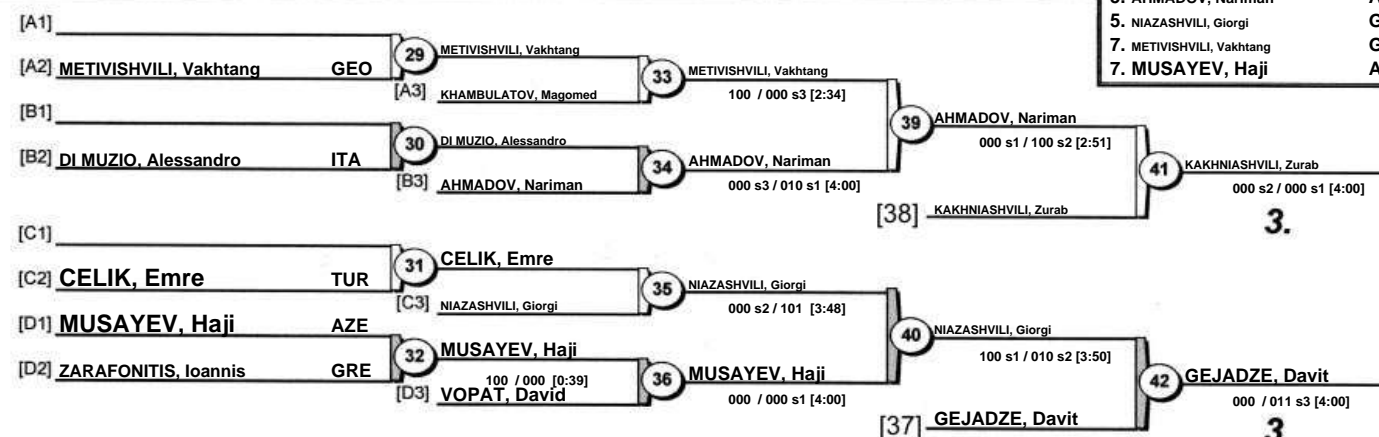 AHMADOV, Nariman
5. NIAZASHVILI, Giorgi G
7. METIVISHVILI, Vakhtang G
7. MUSAYEV, Haji A
[A1]
[A2] METIVISHVILI, Vakhtang GEO
29
METIVISHVILI, Vakhtang
[A3] KHAMBULATOV, Magomed
33
METIVISHVILI, Vakhtang
100 / 000 s3 [2:34]
[B1]
[B2] DI MUZIO, Alessandro ITA
30
DI MUZIO, Alessandro
[B3] AHMADOV, Nariman
34
AHMADOV, Nariman
000 s3 / 010 s1 [4:00]
39
AHMADOV, Nariman
000 s1 / 100 s2 [2:51]
[38] KAKHNIASHVILI, Zurab
41
KAKHNIASHVILI, Zurab
000 s2 / 000 s1 [4:00]
3.
[C1]
[C2] CELIK, Emre TUR
31
CELIK, Emre
[C3] NIAZASHVILI, Giorgi
35
NIAZASHVILI, Giorgi
000 s2 / 101 [3:48]
[D1] MUSAYEV, Haji AZE
[D2] ZARAFONITIS, Ioannis GRE
32
MUSAYEV, Haji
100 / 000 [0:39]
[D3] VOPAT, David
36
MUSAYEV, Haji
000 / 000 s1 [4:00]
40
NIAZASHVILI, Giorgi
100 s1 / 010 s2 [3:50]
[37] GEJADZE, Davit
42
GEJADZE, Davit
000 / 011 s3 [4:00]
3